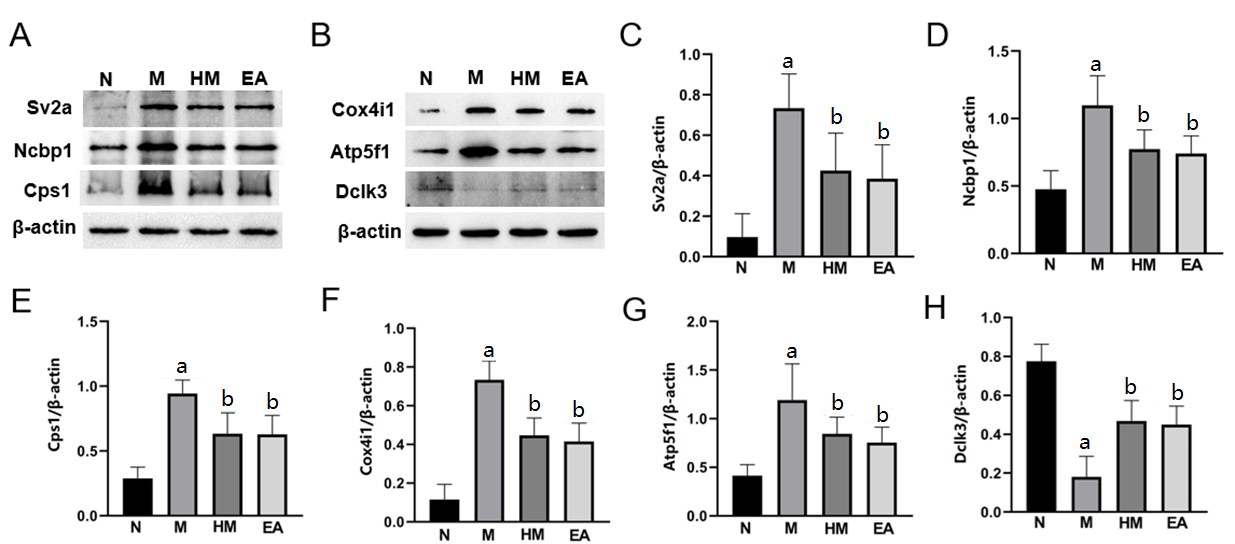 A
N M HM EA
Sv2a
Ncbp1
Cps1
β-actin
B
N M HM EA
Cox4i1
Atp5f1
Dclk3
β-actin
C
Sv2a/β-actin
1.0
0.8
0.6
0.4
0.2
0.0
a
b
b
N M HM EA
D
Ncbp1/β-actin
1.5
1.0
0.5
0.0
a
b
b
N M HM EA
E
Cps1/β-actin
1.5
1.0
0.5
0.0
a
b
b
N M HM EA
F
Cox4i1/β-actin
1.0
0.8
0.6
0.4
0.2
0.0
a
b
b
N M HM EA
G
Atp5f1/β-actin
2.0
1.5
1.0
0.5
0.0
a
b
b
N M HM EA
H
Dclk3/β-actin
1.0
0.8
0.6
0.4
0.2
0.0
a
b
b
N M HM EA